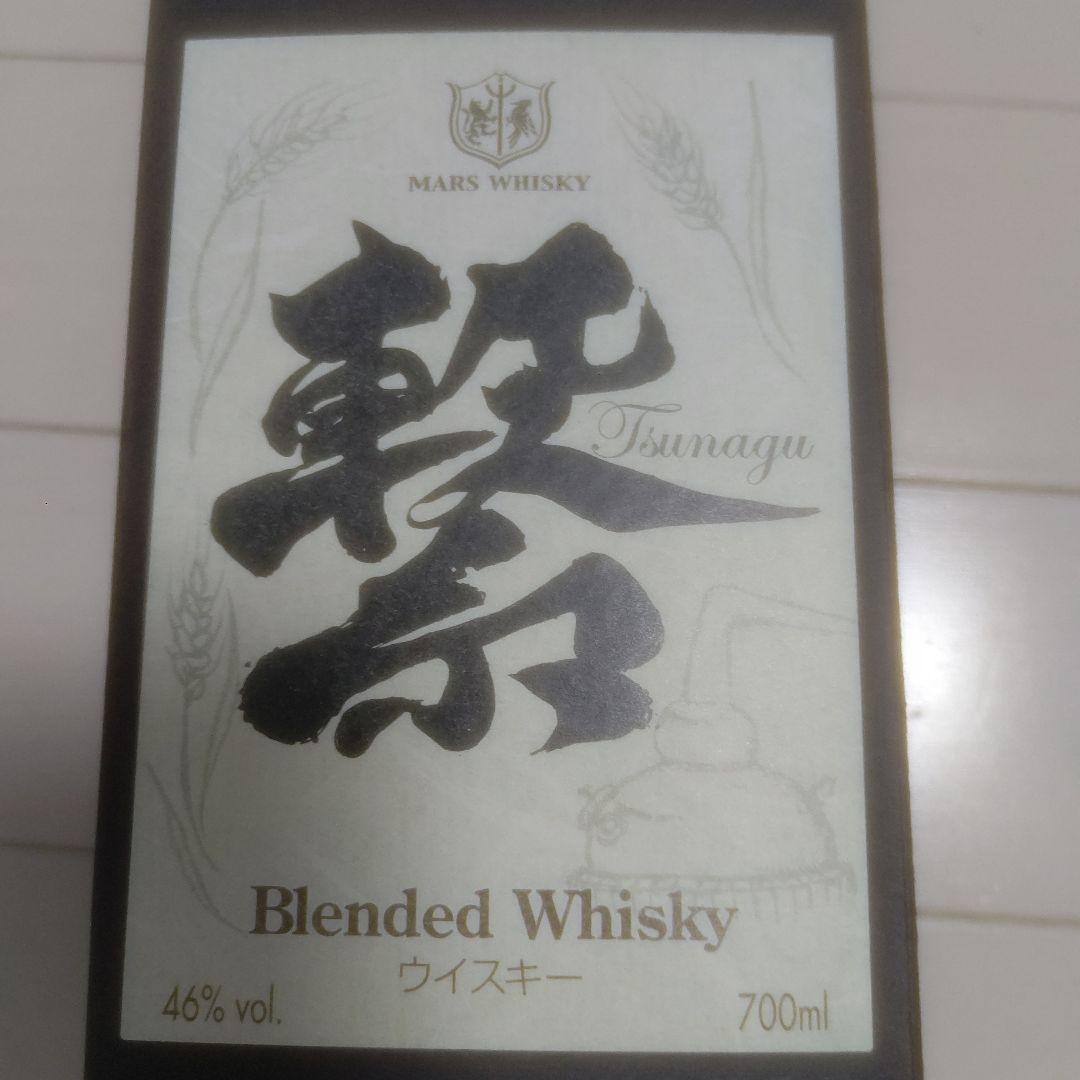 MARS WHISKY
繋
Tsunagu
Blended Whisky
ウイスキー
46% vol.
700ml